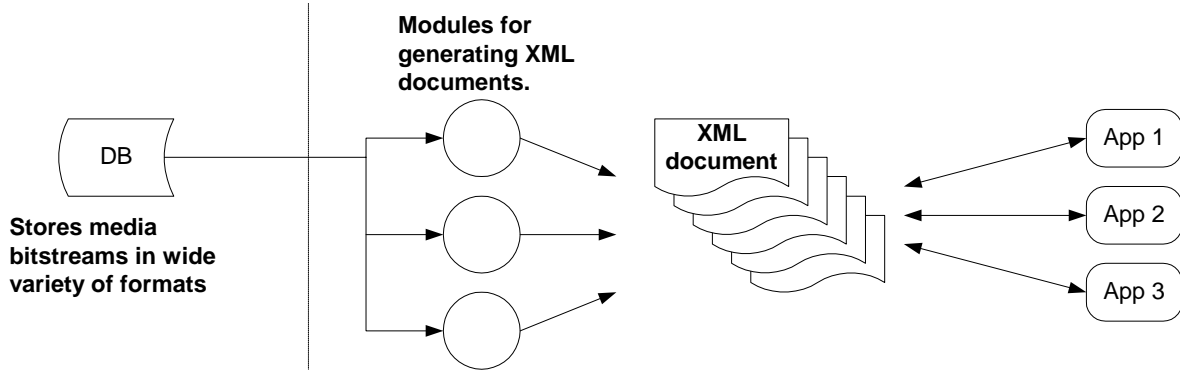 Modules for
generating XML
documents.
DB
Stores media
bitstreams in wide
variety of formats
XML
document
App 1
App 2
App 3